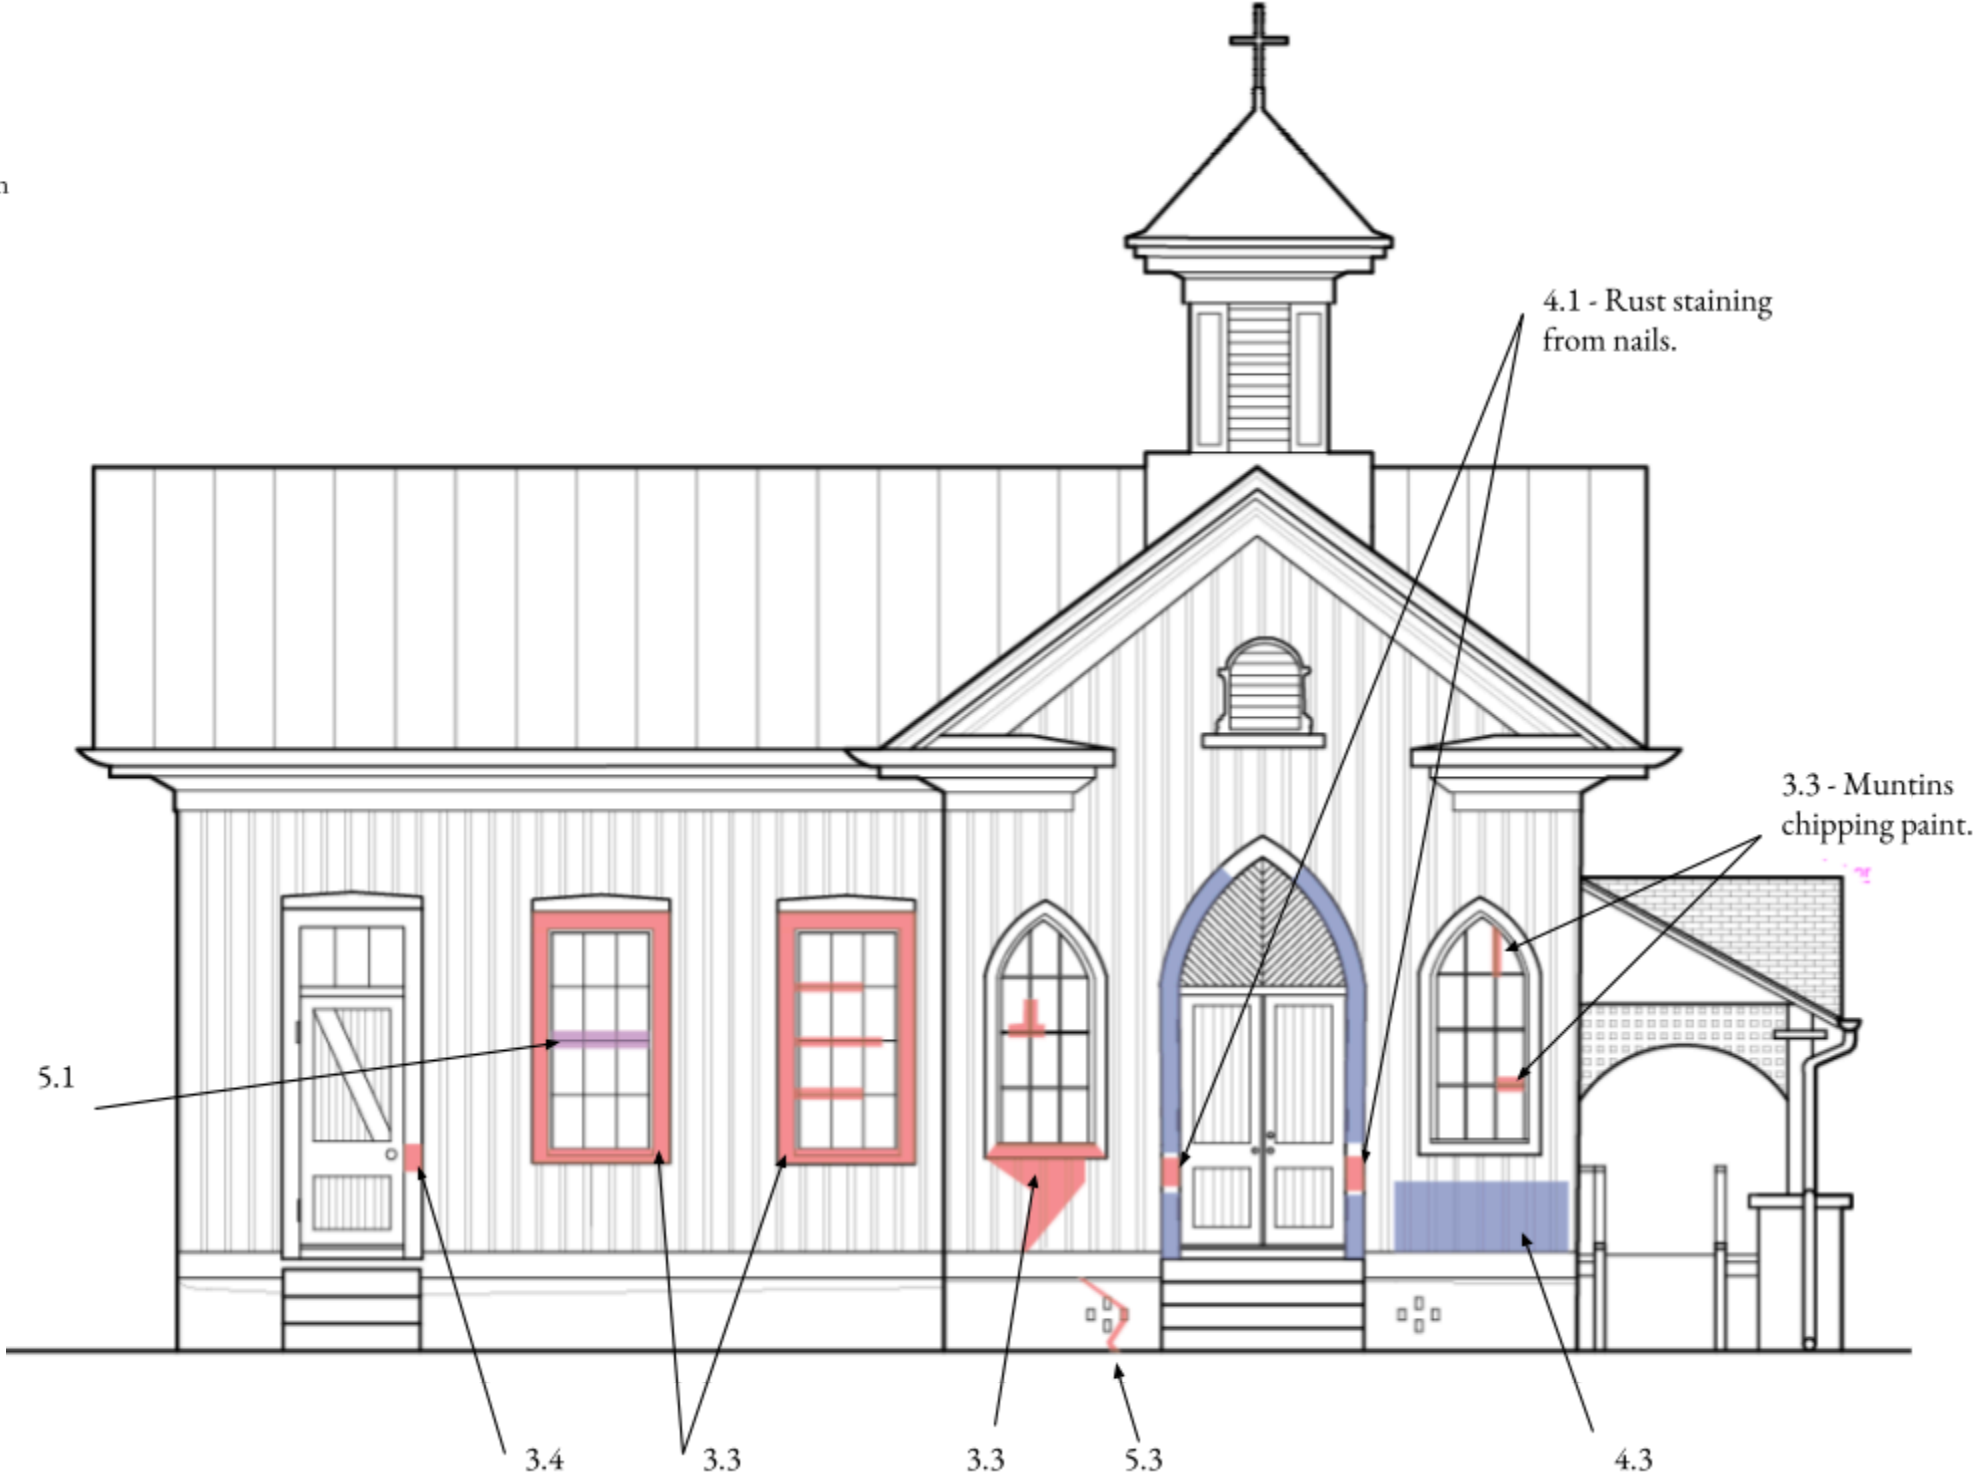 n
4.1 - Rust staining
from nails.
3.3 - Muntins
chipping paint.
5.1
3.4
3.3
3.3
5.3
4.3